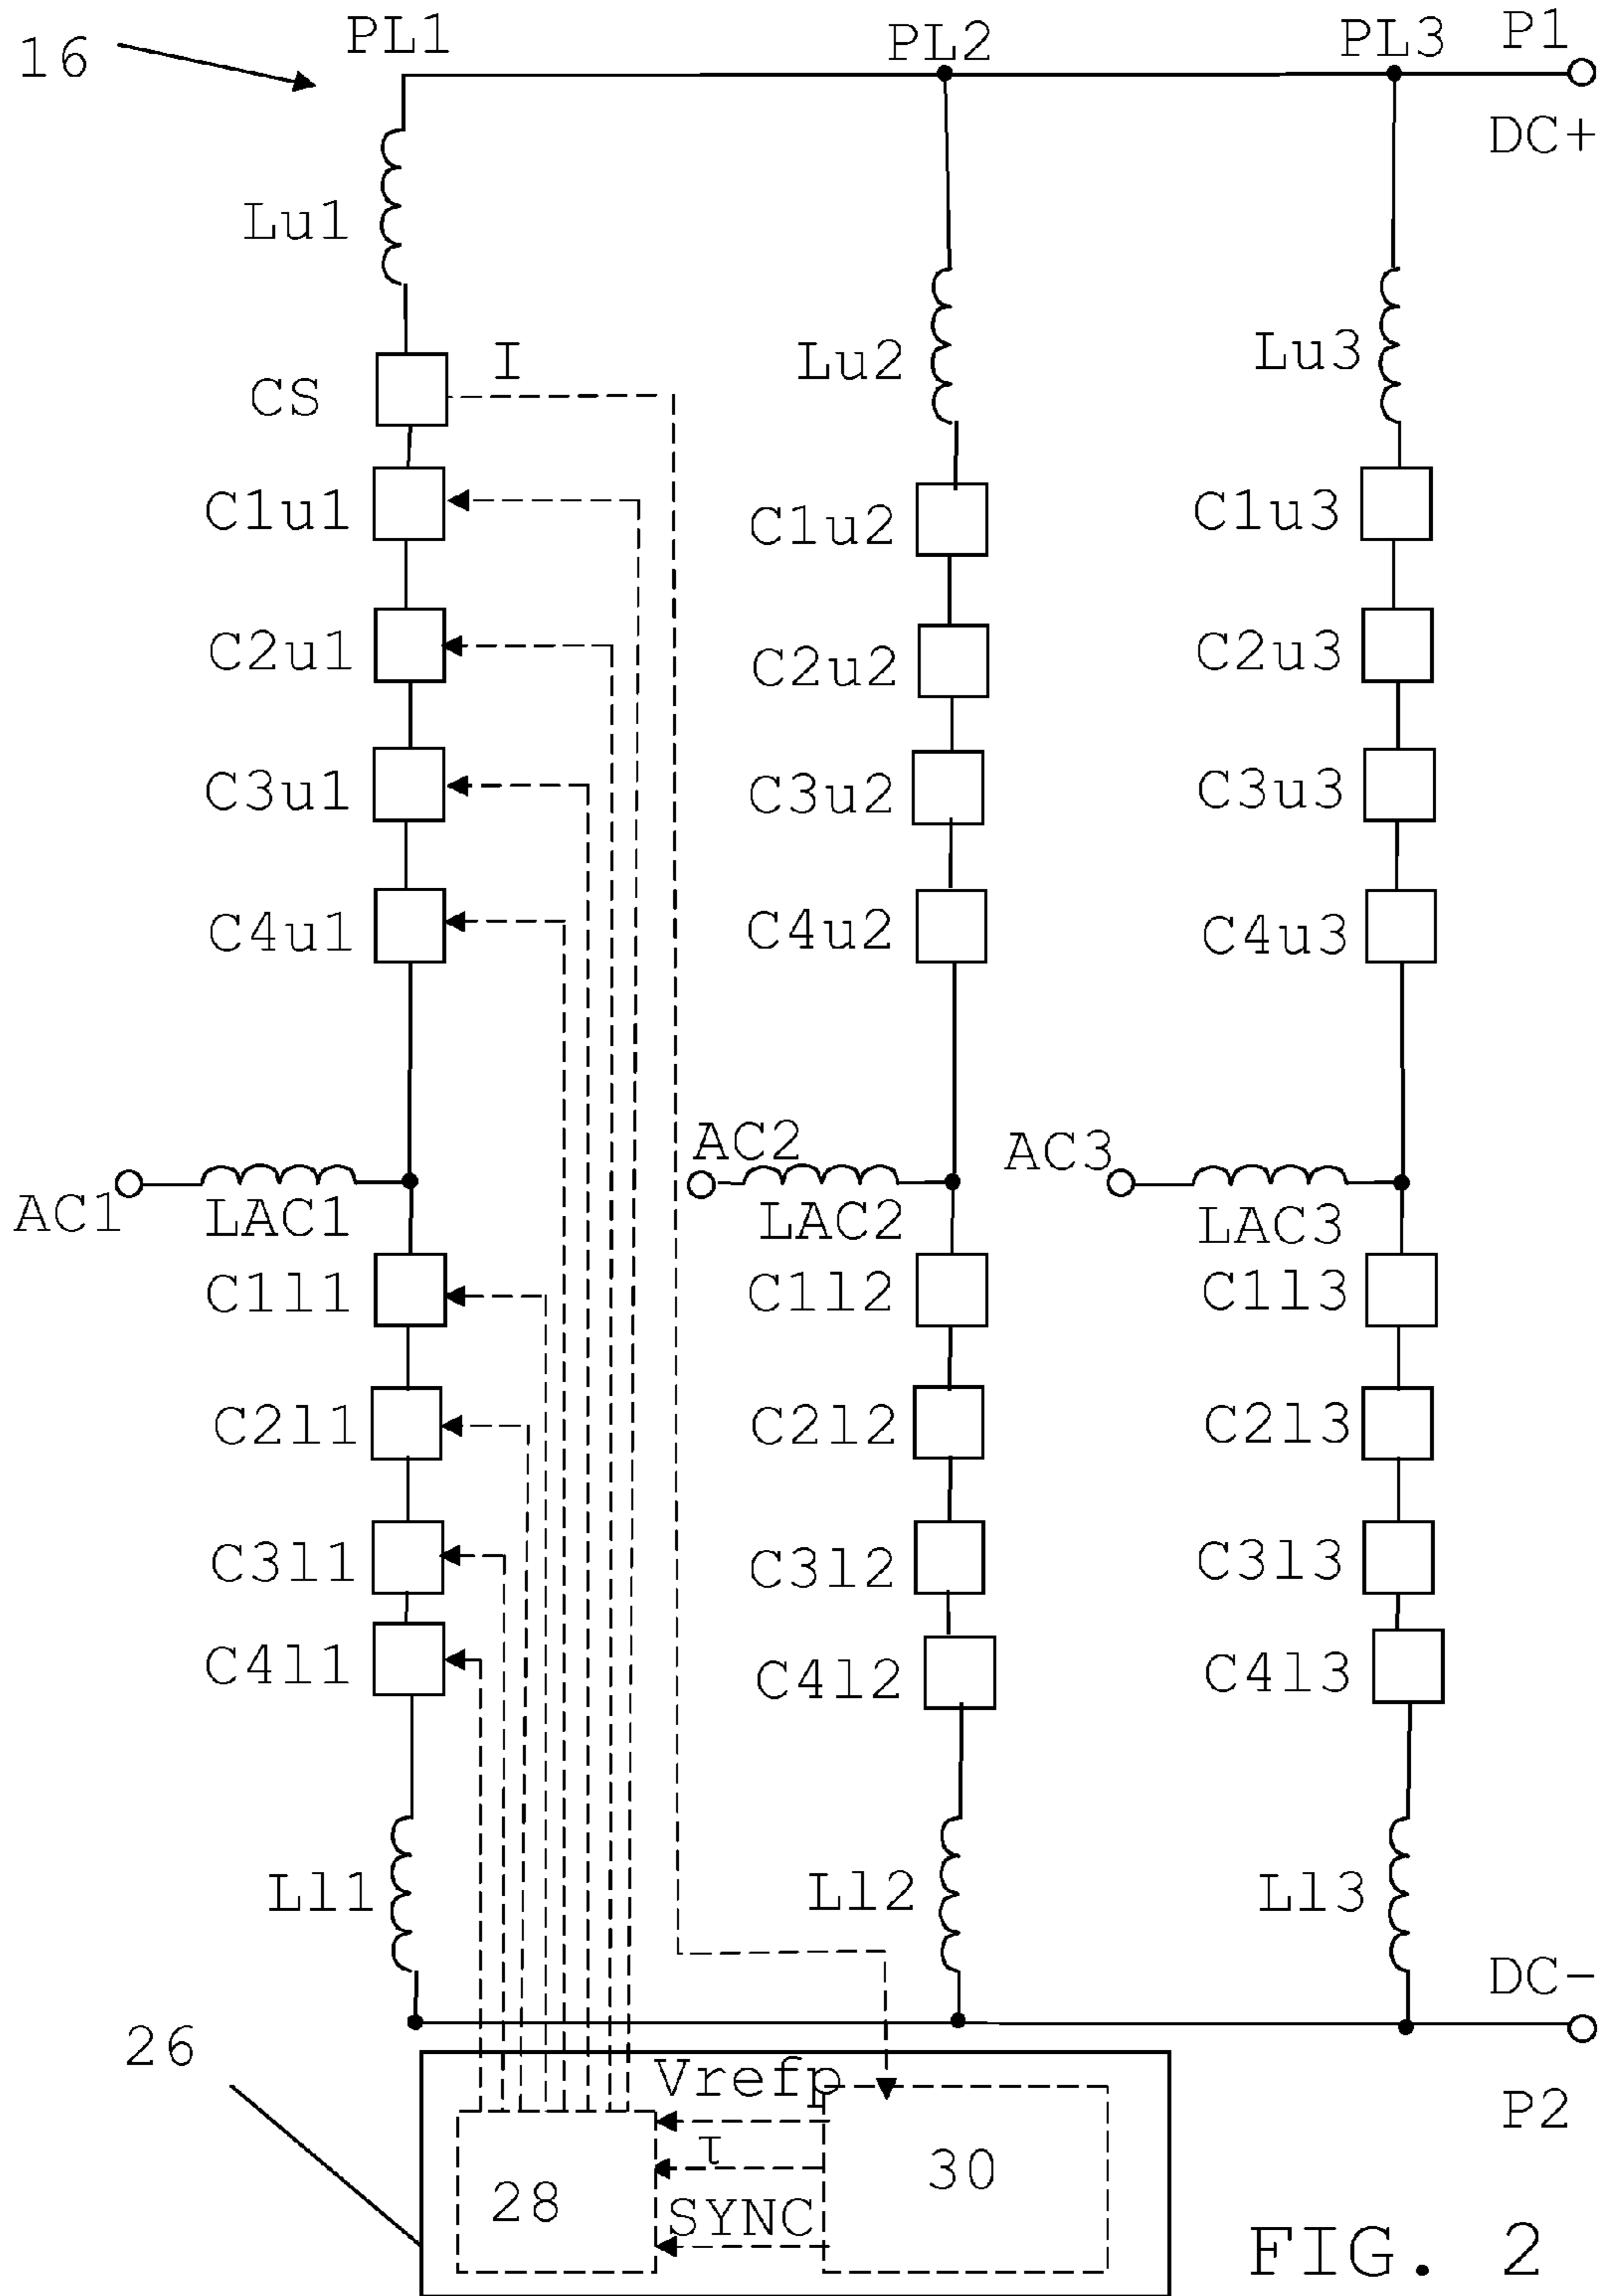 16
PL1
PL2
PL3
P1
DC+
Lu1
Lu2
Lu3
CS
I
C1u1
C1u2
C1u3
C2u1
C2u2
C2u3
C3u1
C3u2
C3u3
C4u1
C4u2
C4u3
AC1
LAC1
AC2
LAC2
AC3
LAC3
C1l1
C1l2
C1l3
C2l1
C2l2
C2l3
C3l1
C3l2
C3l3
C4l1
C4l2
C4l3
Ll1
Ll2
Ll3
DC-
P2
26
Vrefp
τ
SYNC
28
30
FIG. 2